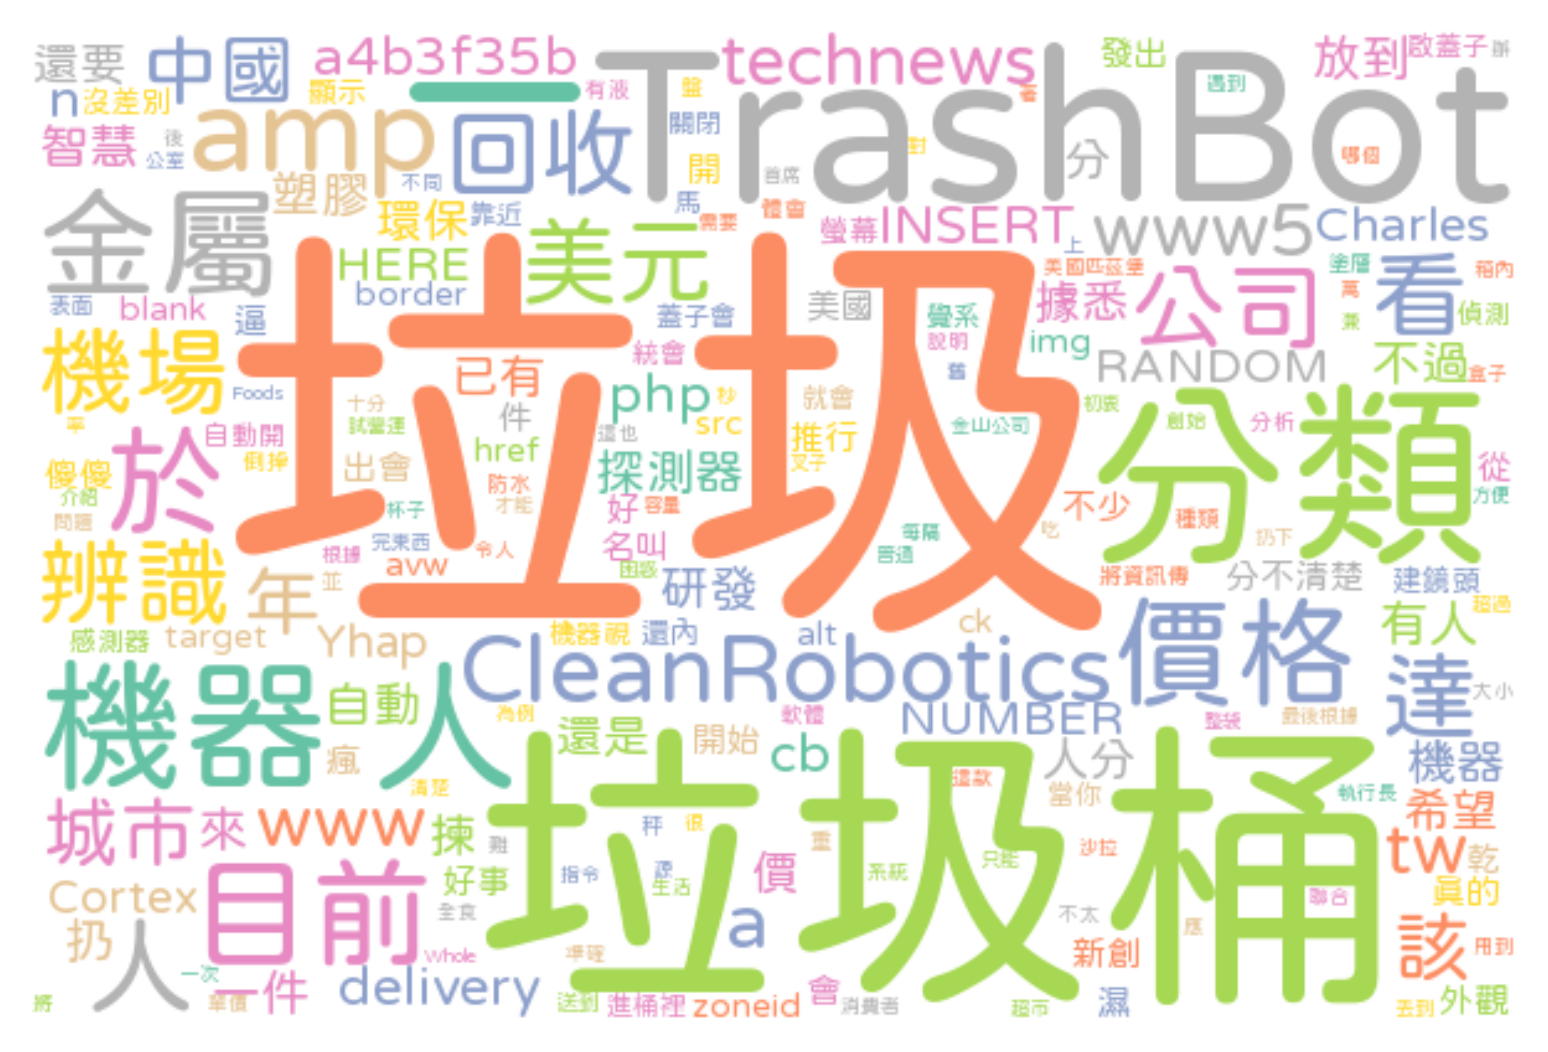 還要 中國 a4b3f35b TrashBot technews 發出 放到 啟蓋子
n 沒差別 顯示 一 有液 盤 遇到
智慧 後 公室 amp 回收 關閉 開 對 分 哪個
金屬 塑膠 不同 環保 靠近 馬 需要 首席 體會 螢幕 INSERT 上 www5 Charles
HERE 美元 美國匹茲堡 塗層 箱內
表面 blank 逼 border 蓋子會 美國 覺系 據悉 公司 萬 看 偵測
機場 垃圾 統會 說明 img 兼 不過
Foods 已有 php 秒 就會 舊 RANDOM 盒子
率 十分 件 src 初衷 分類
於 自動開 試營運 這也 推行 金山公司 創始 分析
傻傻 倒掉 出會 href 探測器 叉子 從
介紹 杯子 防水 才能 好 容量 不少 種類 方便
問題 根據 完東西 令人 名叫 每隔 吃 扔下
辨識 年 並 avw 困惑 研發 普通 將資訊傳 分不清楚 建鏡頭
感測器 target Yhap 機器視 還內 alt ck 價格 有人 超過
機器人 自動 CleanRobotics 達 大小
為例 軟體 NUMBER 整袋 最後根據
瘋 還是 開始 cb 人分 機器
清楚 垃圾桶 這款 當你 執行長
城市 來 www 揀 難 秤 很 重 沙拉 希望
目前 好事 指令 源 生活 價 系統 只能 tw 乾
Cortex 全食 聯合 真的
扔 人 Whole 準確 a 不太 應 新創 該 用到
一次 一件 delivery 會
將 單價 送到 進桶裡 zoneid 消費者 超市 濕 丟到 外觀